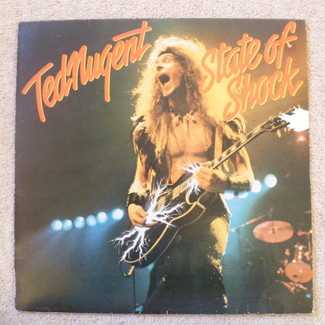 Ted Nugent
State of
Shock